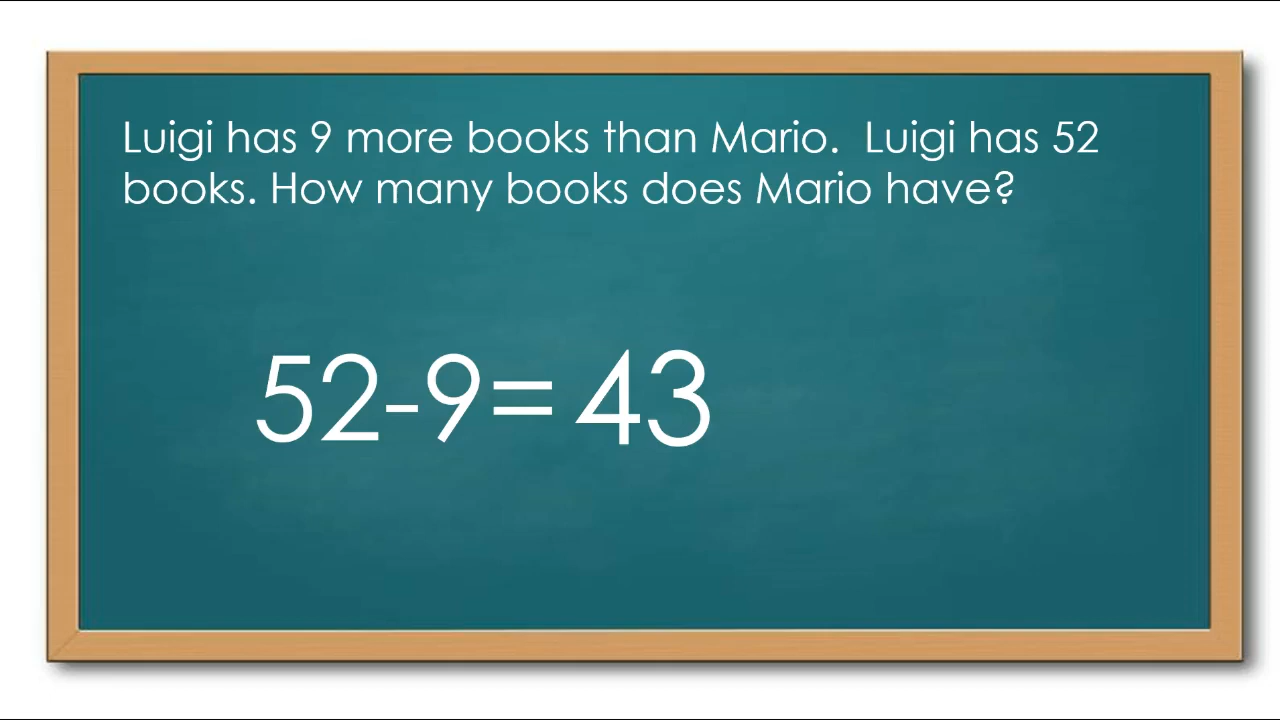 Luigi has 9 more books than Mario.  Luigi has 52
books. How many books does Mario have?
52-9= 43